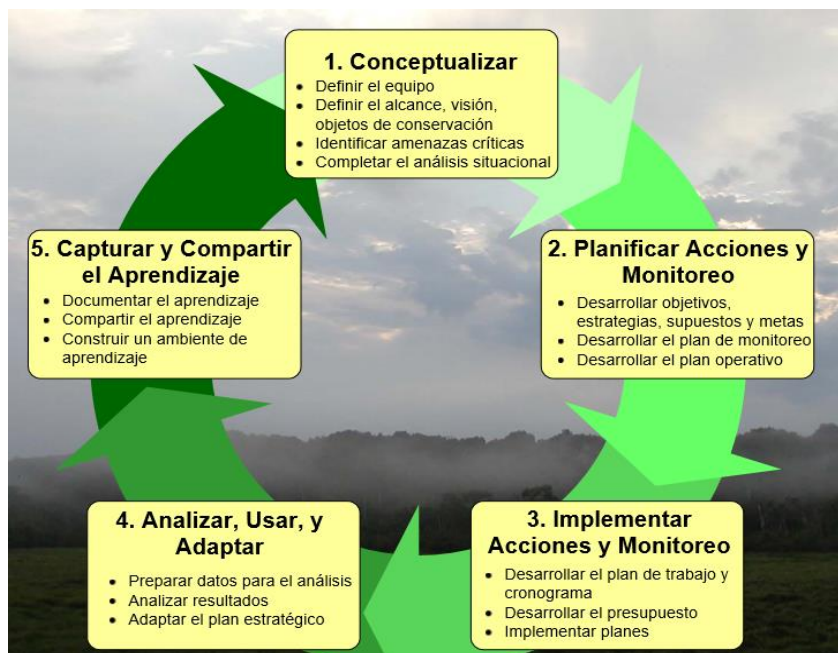 1. Conceptualizar
• Definir el equipo
• Definir el alcance, visión,
objetos de conservación
• Identificar amenazas críticas
• Completar el análisis situacional
2. Planificar Acciones y
Monitoreo
• Desarrollar objetivos,
estrategias, supuestos y metas
• Desarrollar el plan de monitoreo
• Desarrollar el plan operativo
3. Implementar
Acciones y Monitoreo
• Desarrollar el plan de trabajo y
cronograma
• Desarrollar el presupuesto
• Implementar planes
4. Analizar, Usar, y
Adaptar
• Preparar datos para el análisis
• Analizar resultados
• Adaptar el plan estratégico
5. Capturar y Compartir
el Aprendizaje
• Documentar el aprendizaje
• Compartir el aprendizaje
• Construir un ambiente de
aprendizaje